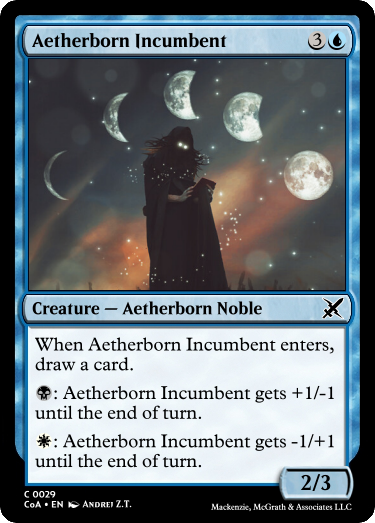 Aetherborn Incumbent 3
Creature — Aetherborn Noble
When Aetherborn Incumbent enters,
draw a card.
: Aetherborn Incumbent gets +1/-1
until the end of turn.
: Aetherborn Incumbent gets -1/+1
until the end of turn.
2/3
C 0029
CoA • EN Andrej Z.T.
Mackenzie, McGrath & Associates LLC